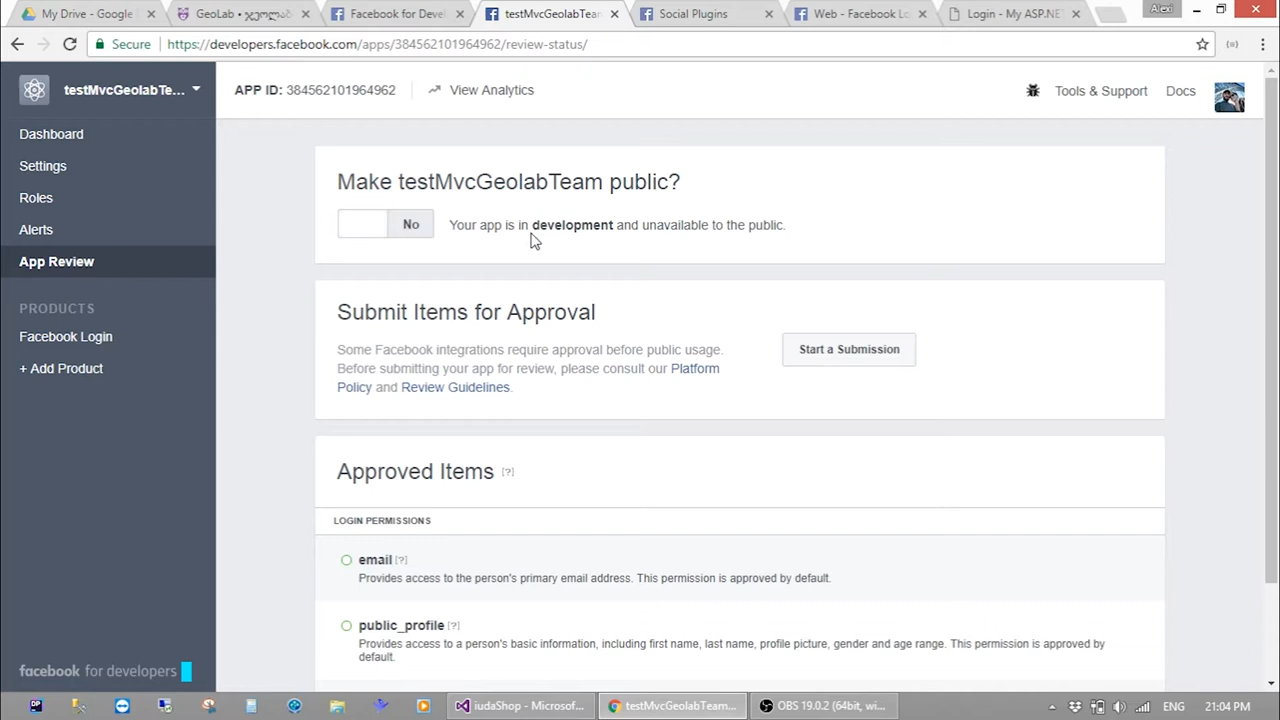 My Drive - Google
GeoLab - ჯეოლაბ
Facebook for Devel
testMvcGeolabTeam
Social Plugins
Web - Facebook Lo
Login - My ASP.NET
Alexi
Secure
https://developers.facebook.com/apps/384562101964962/review-status/
testMvcGeolabTe...
APP ID: 384562101964962
View Analytics
Tools & Support
Docs
Dashboard
Settings
Roles
Alerts
App Review
PRODUCTS
Facebook Login
+ Add Product
facebook for developers
Make testMvcGeolabTeam public?
No
Your app is in development and unavailable to the public.
Submit Items for Approval
Some Facebook integrations require approval before public usage.
Before submitting your app for review, please consult our Platform
Policy and Review Guidelines.
Start a Submission
Approved Items [?]
LOGIN PERMISSIONS
email [?]
Provides access to the person's primary email address. This permission is approved by default.
public_profile [?]
Provides access to a person's basic information, including first name, last name, profile picture, gender and age range. This permission is approved by
default.
iudaShop - Microsof...
testMvcGeolabTeam...
OBS 19.0.2 (64bit, wi...
ENG
21:04 PM